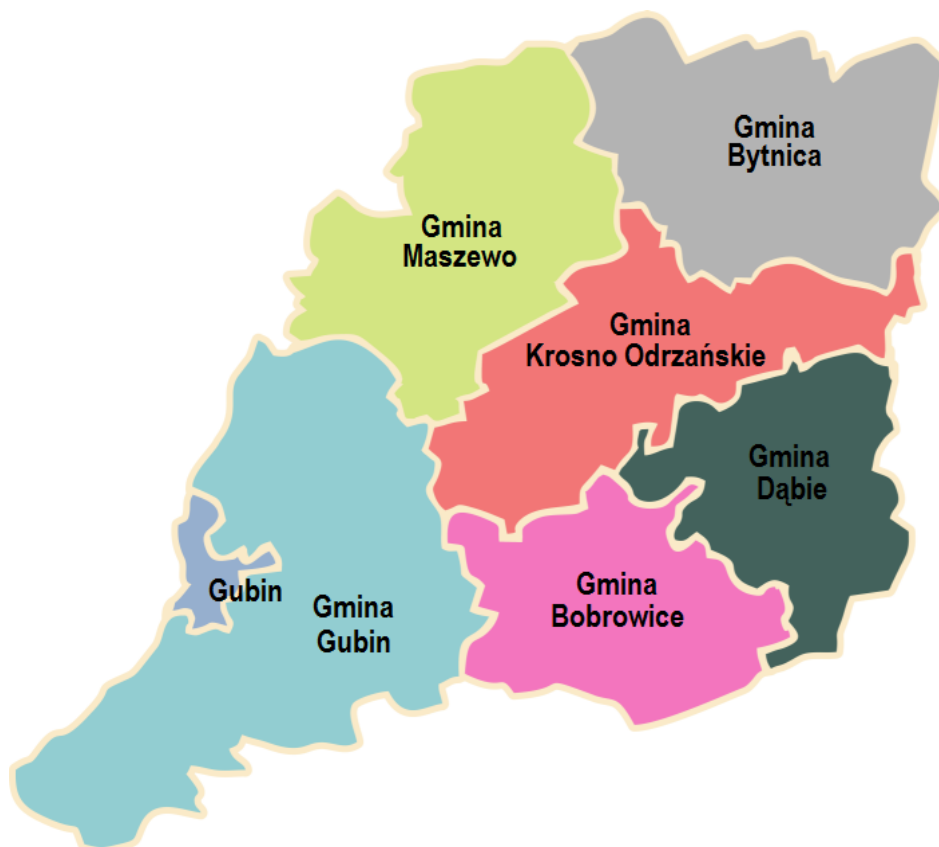 Gmina
Bytnica
Gmina
Maszewo
Gmina
Krosno Odrzańskie
Gmina
Dąbie
Gubin
Gmina
Gubin
Gmina
Bobrowice